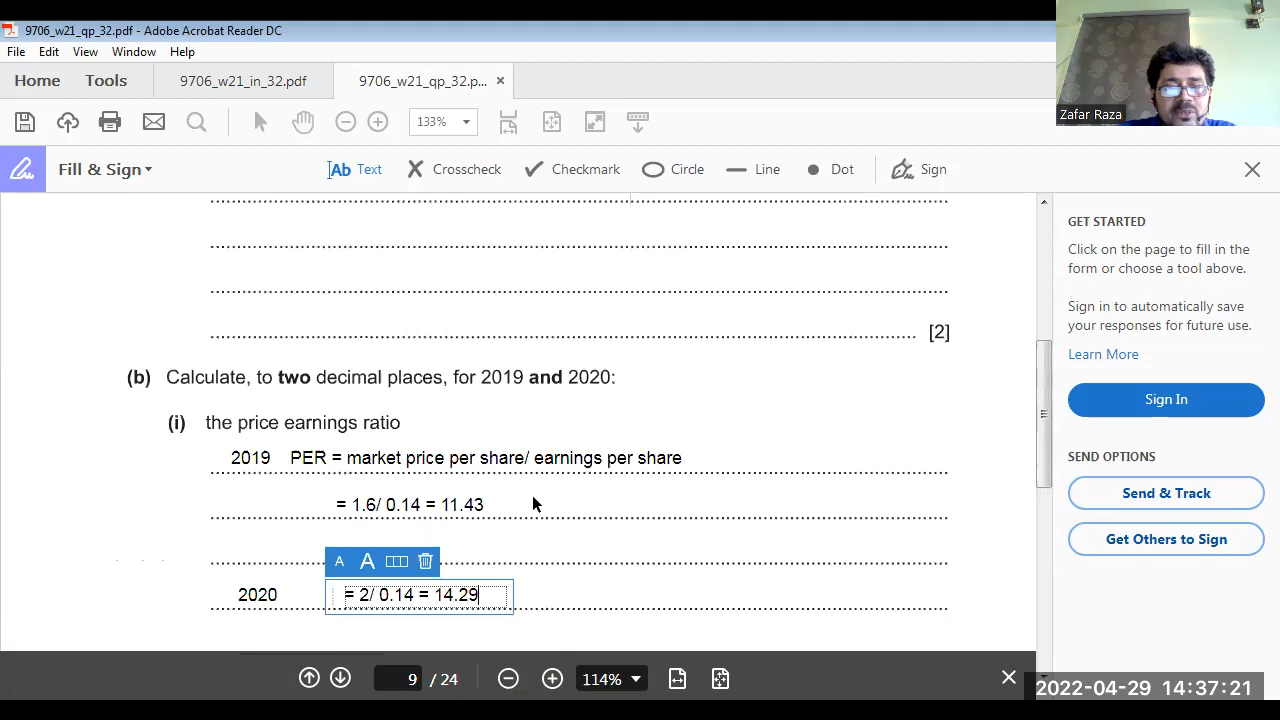 9706_w21_qp_32.pdf - Adobe Acrobat Reader DC
File Edit View Window Help
Home Tools 9706_w21_in_32.pdf 9706_w21_qp_32.p... ×
133%
Zafar Raza
Fill & Sign
Ab Text Crosscheck Checkmark Circle Line Dot Sign
[2]
(b) Calculate, to two decimal places, for 2019 and 2020:
(i) the price earnings ratio
2019 PER = market price per share/ earnings per share
= 1.6/ 0.14 = 11.43
A A
2020 = 2/ 0.14 = 14.29
GET STARTED
Click on the page to fill in the
form or choose a tool above.
Sign in to automatically save
your responses for future use.
Learn More
Sign In
SEND OPTIONS
Send & Track
Get Others to Sign
9 / 24 114%
2022-04-29 14:37:21